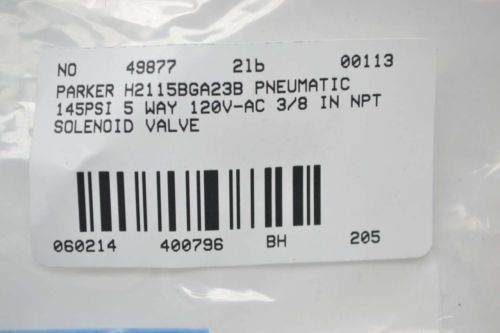 NO 49877 2lb 00113
PARKER H2115BGA23B PNEUMATIC
145PSI 5 WAY 120V-AC 3/8 IN NPT
SOLENOID VALVE
060214 400796 BH 205